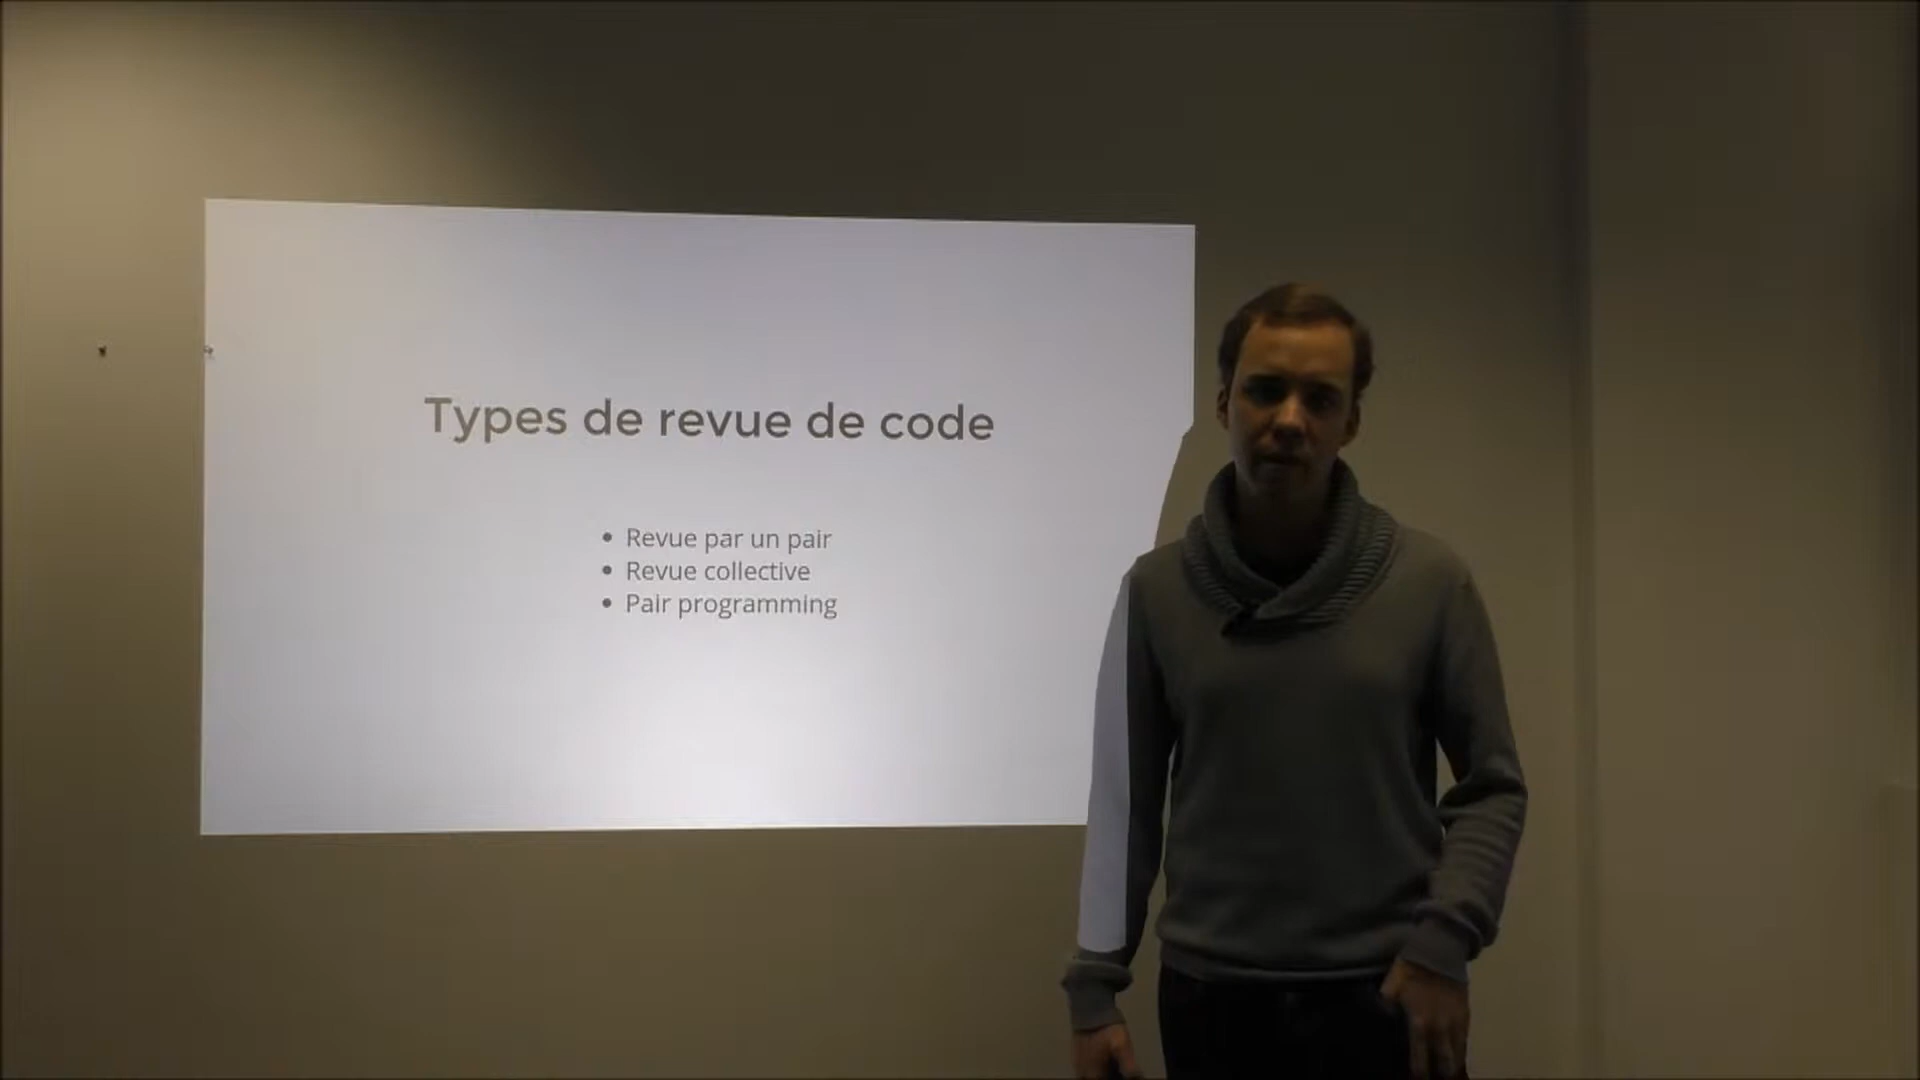 Types de revue de code
Revue par un pair
Revue collective
Pair programming